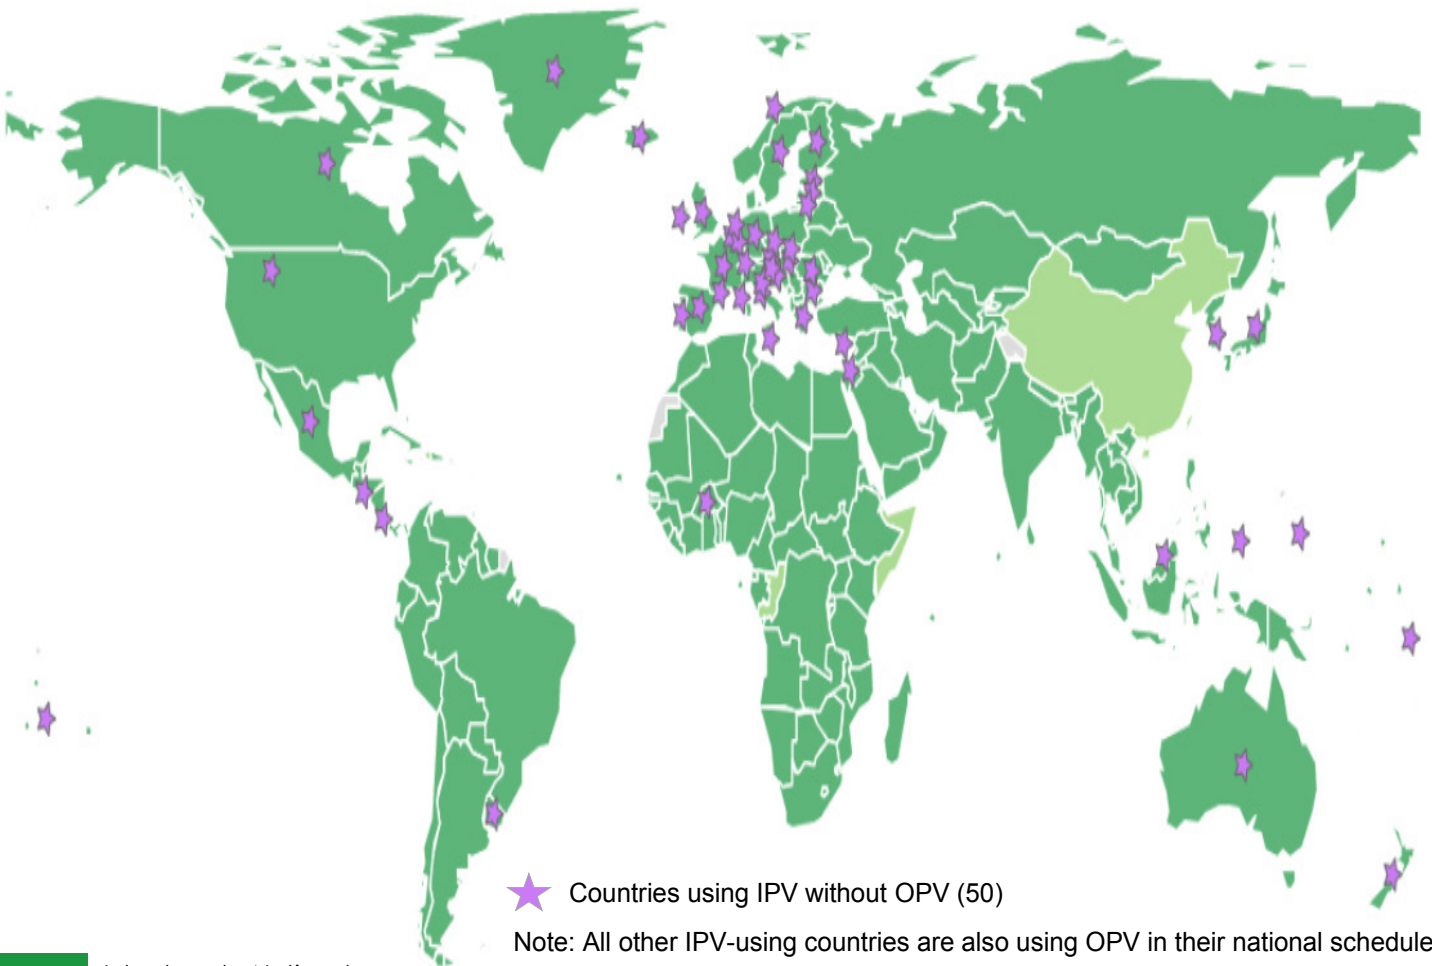 Countries using IPV without OPV (50)
Note: All other IPV-using countries are also using OPV in their national schedule